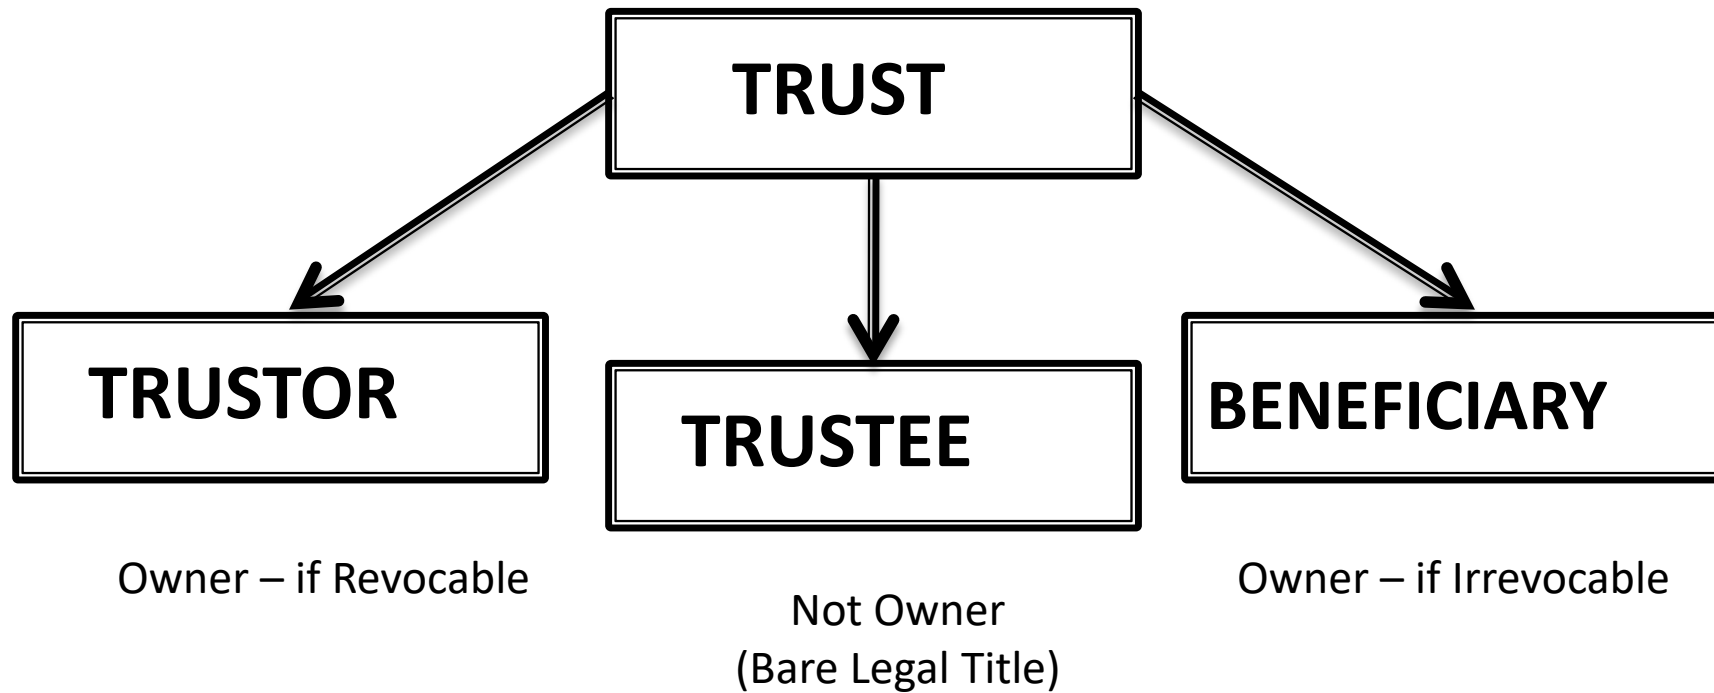 TRUST
TRUSTOR
TRUSTEE
BENEFICIARY
Owner – if Revocable
Not Owner
(Bare Legal Title)
Owner – if Irrevocable